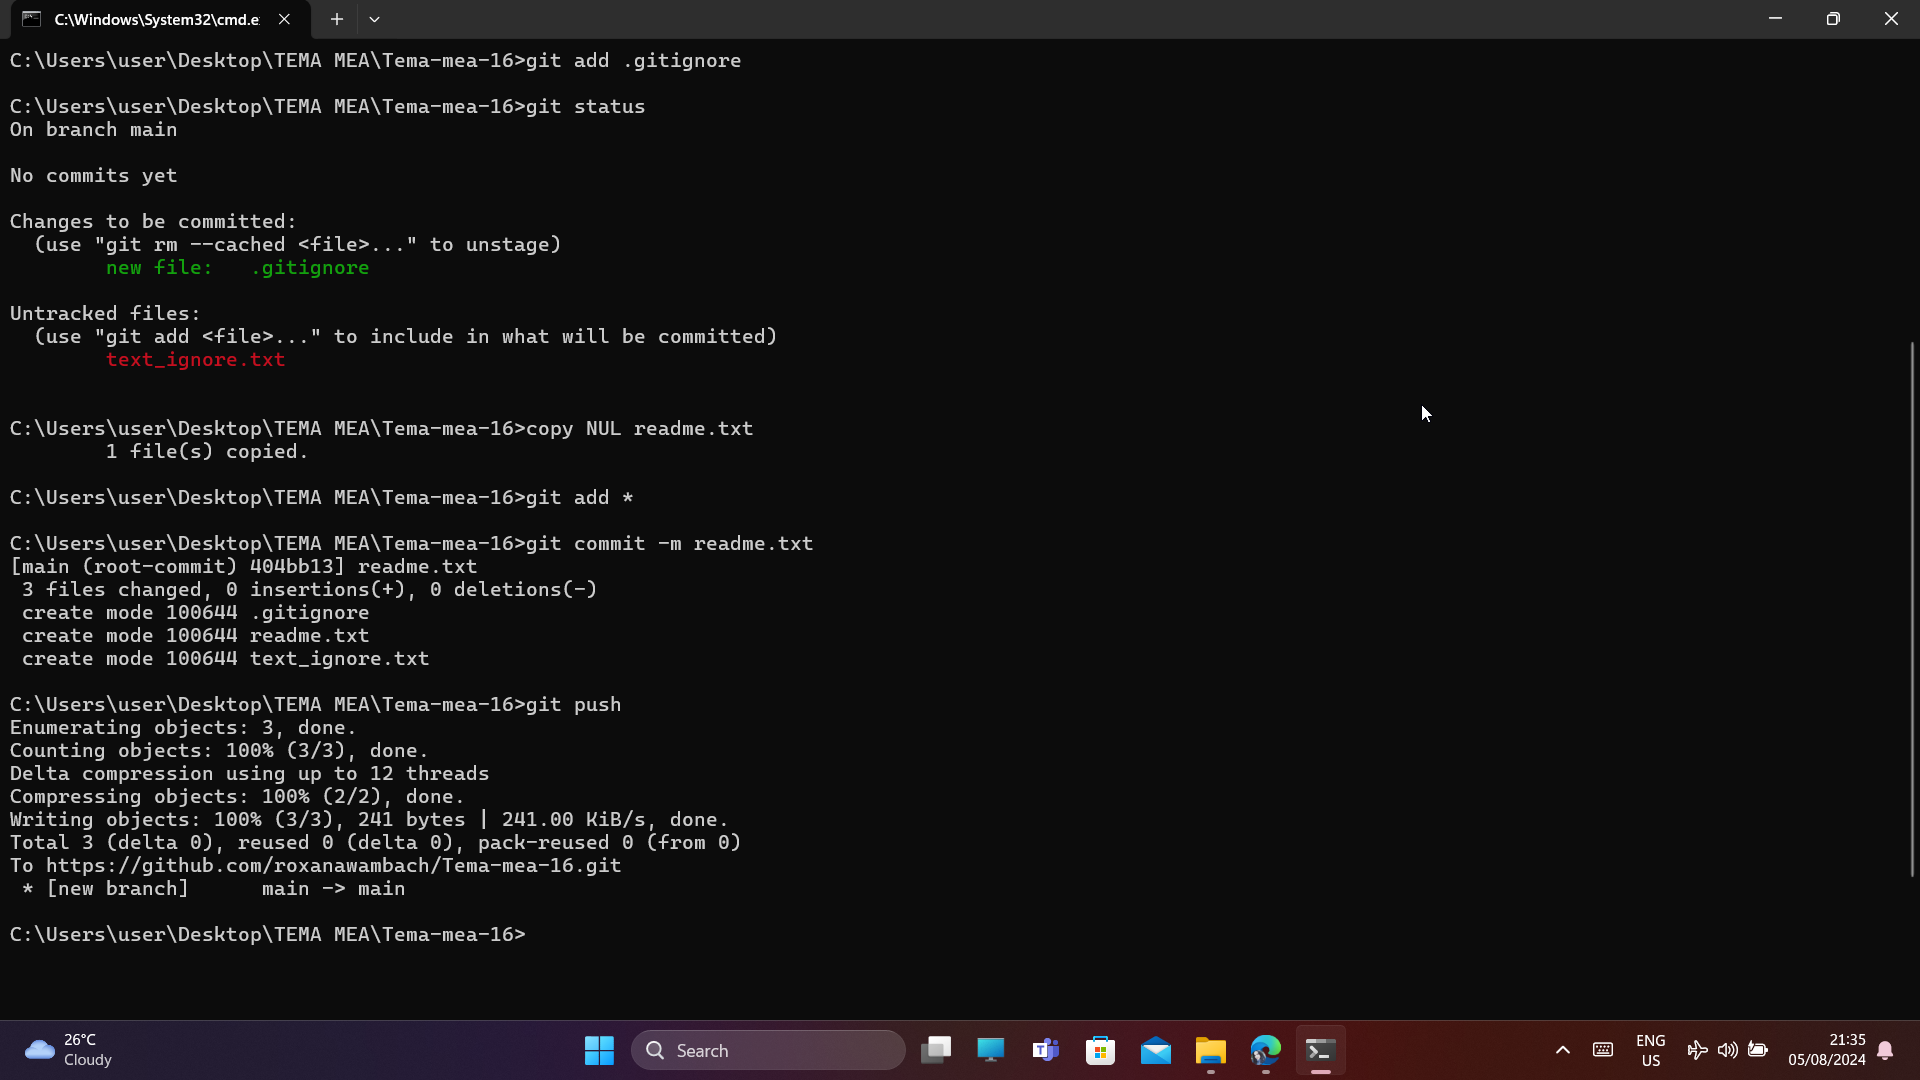 C:\Windows\System32\cmd.e
C:\Users\user\Desktop\TEMA MEA\Tema-mea-16>git add .gitignore
C:\Users\user\Desktop\TEMA MEA\Tema-mea-16>git status
On branch main
No commits yet
Changes to be committed:
  (use "git rm --cached <file>..." to unstage)
        new file:   .gitignore
Untracked files:
  (use "git add <file>..." to include in what will be committed)
        text_ignore.txt
C:\Users\user\Desktop\TEMA MEA\Tema-mea-16>copy NUL readme.txt
        1 file(s) copied.
C:\Users\user\Desktop\TEMA MEA\Tema-mea-16>git add *
C:\Users\user\Desktop\TEMA MEA\Tema-mea-16>git commit -m readme.txt
[main (root-commit) 404bb13] readme.txt
 3 files changed, 0 insertions(+), 0 deletions(-)
 create mode 100644 .gitignore
 create mode 100644 readme.txt
 create mode 100644 text_ignore.txt
C:\Users\user\Desktop\TEMA MEA\Tema-mea-16>git push
Enumerating objects: 3, done.
Counting objects: 100% (3/3), done.
Delta compression using up to 12 threads
Compressing objects: 100% (2/2), done.
Writing objects: 100% (3/3), 241 bytes | 241.00 KiB/s, done.
Total 3 (delta 0), reused 0 (delta 0), pack-reused 0 (from 0)
To https://github.com/roxanawambach/Tema-mea-16.git
 * [new branch]      main -> main
C:\Users\user\Desktop\TEMA MEA\Tema-mea-16>
26°C
Cloudy
Search
ENG
US
21:35
05/08/2024